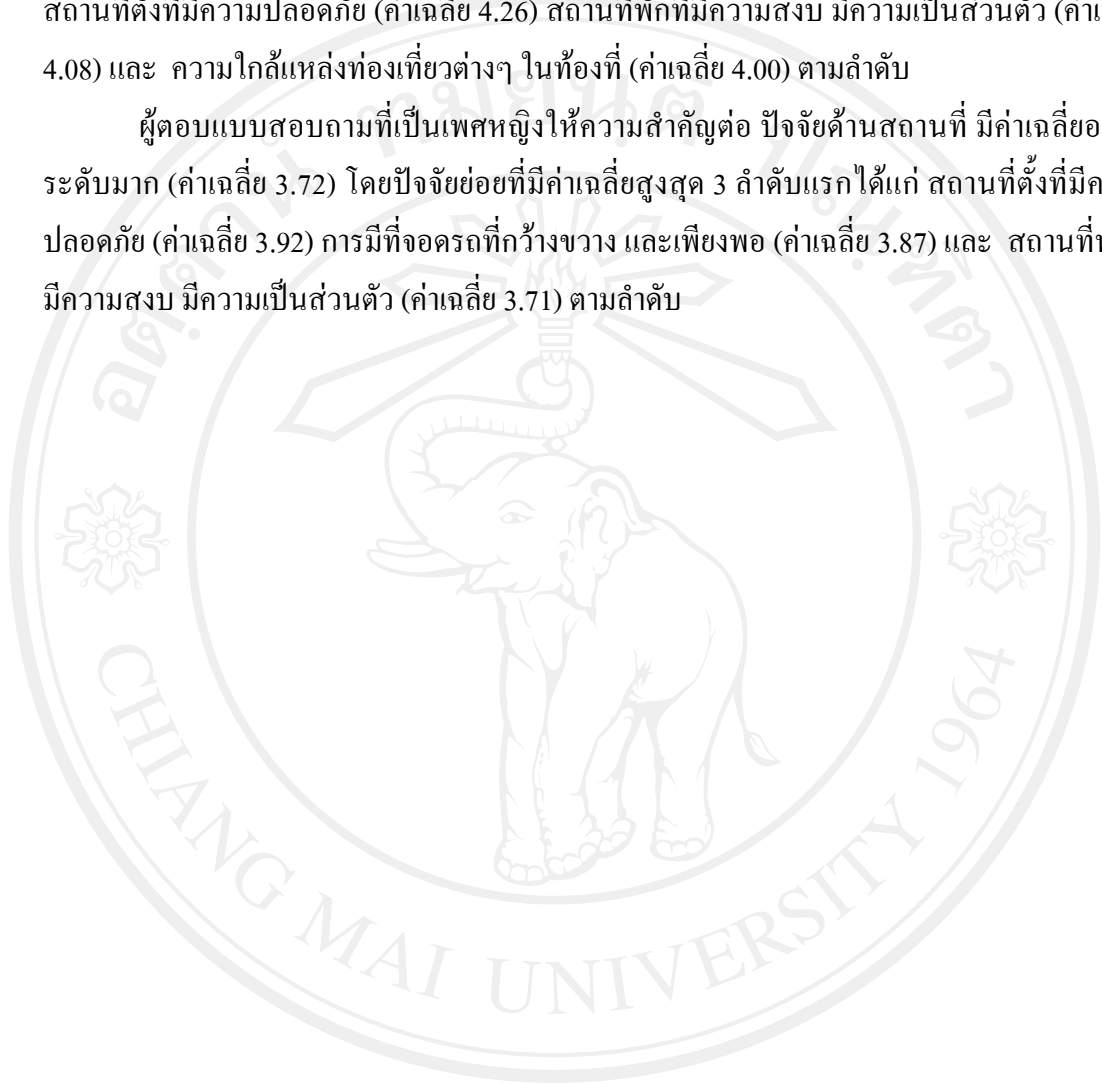 สถานที่ตั้งที่มีความปลอดภัย (ค่าเฉลี่ย 4.26) สถานที่พักที่มีความสงบ มีความเป็นส่วนตัว
4.08) และ ความใกล้แหล่งท่องเที่ยวต่างๆ ในท้องที่ (ค่าเฉลี่ย 4.00) ตามลำดับ
ผู้ตอบแบบสอบถามที่เป็นเพศหญิงให้ความสำคัญต่อ ปัจจัยด้านสถานที่ มีค่าเฉลี่ย
ระดับมาก (ค่าเฉลี่ย 3.72) โดยปัจจัยย่อยที่มีค่าเฉลี่ยสูงสุด 3 ลำดับแรกได้แก่ สถานที่ตั้งที่มี
ปลอดภัย (ค่าเฉลี่ย 3.92) การมีที่จอดรถที่กว้างขวาง และเพียงพอ (ค่าเฉลี่ย 3.87) และ
มีความสงบ มีความเป็นส่วนตัว (ค่าเฉลี่ย 3.71) ตามลำดับ
อตฺตานํ ทมยนฺติ ปณฺฑิตา
CHIANG MAI UNIVERSITY 1964